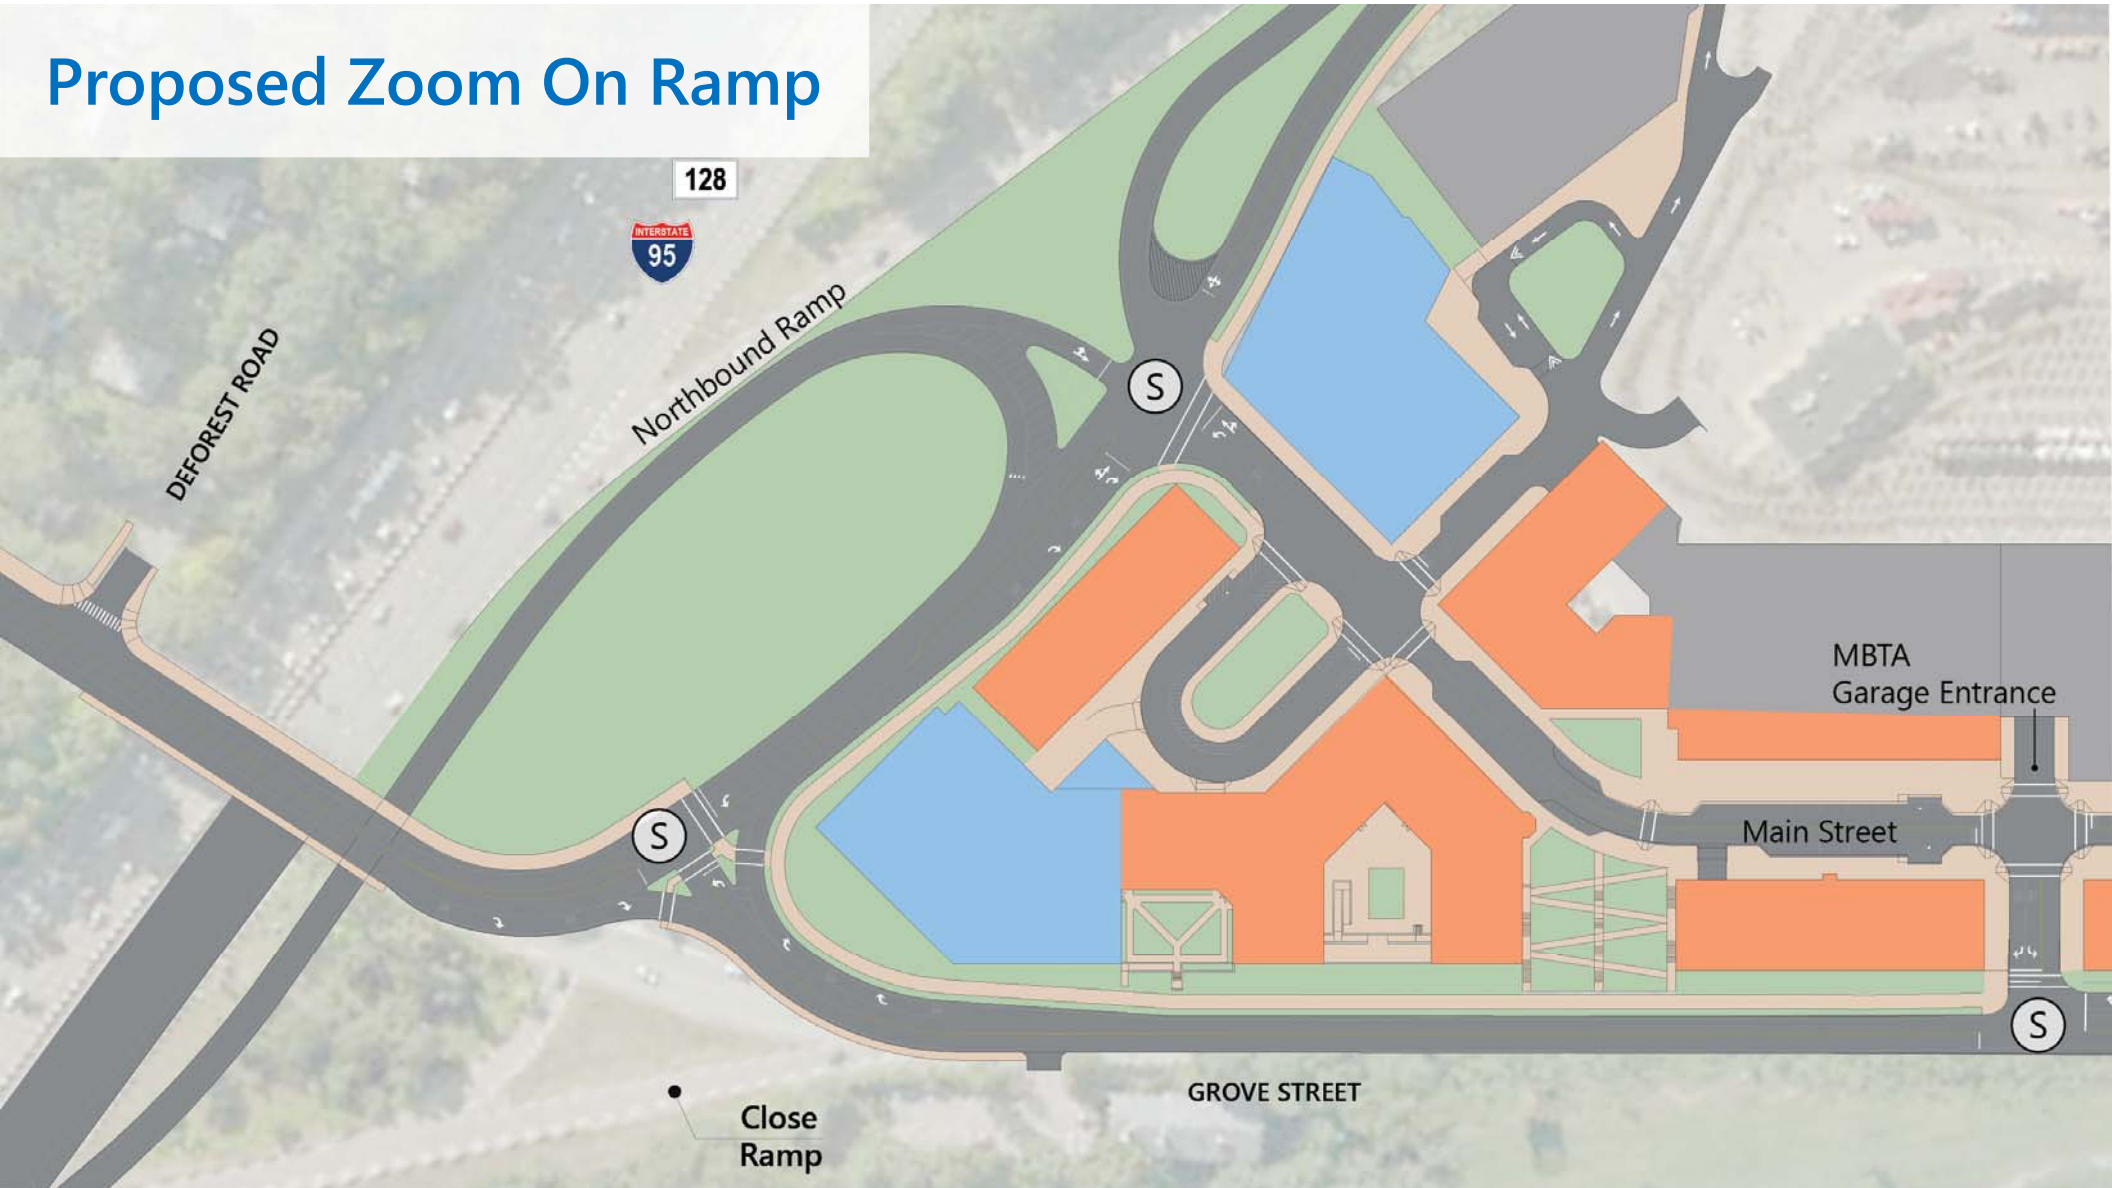 Proposed Zoom On Ramp
128
INTERSTATE
95
Northbound Ramp
DEFOREST ROAD
S
S
MBTA
Garage Entrance
Main Street
S
GROVE STREET
Close
Ramp